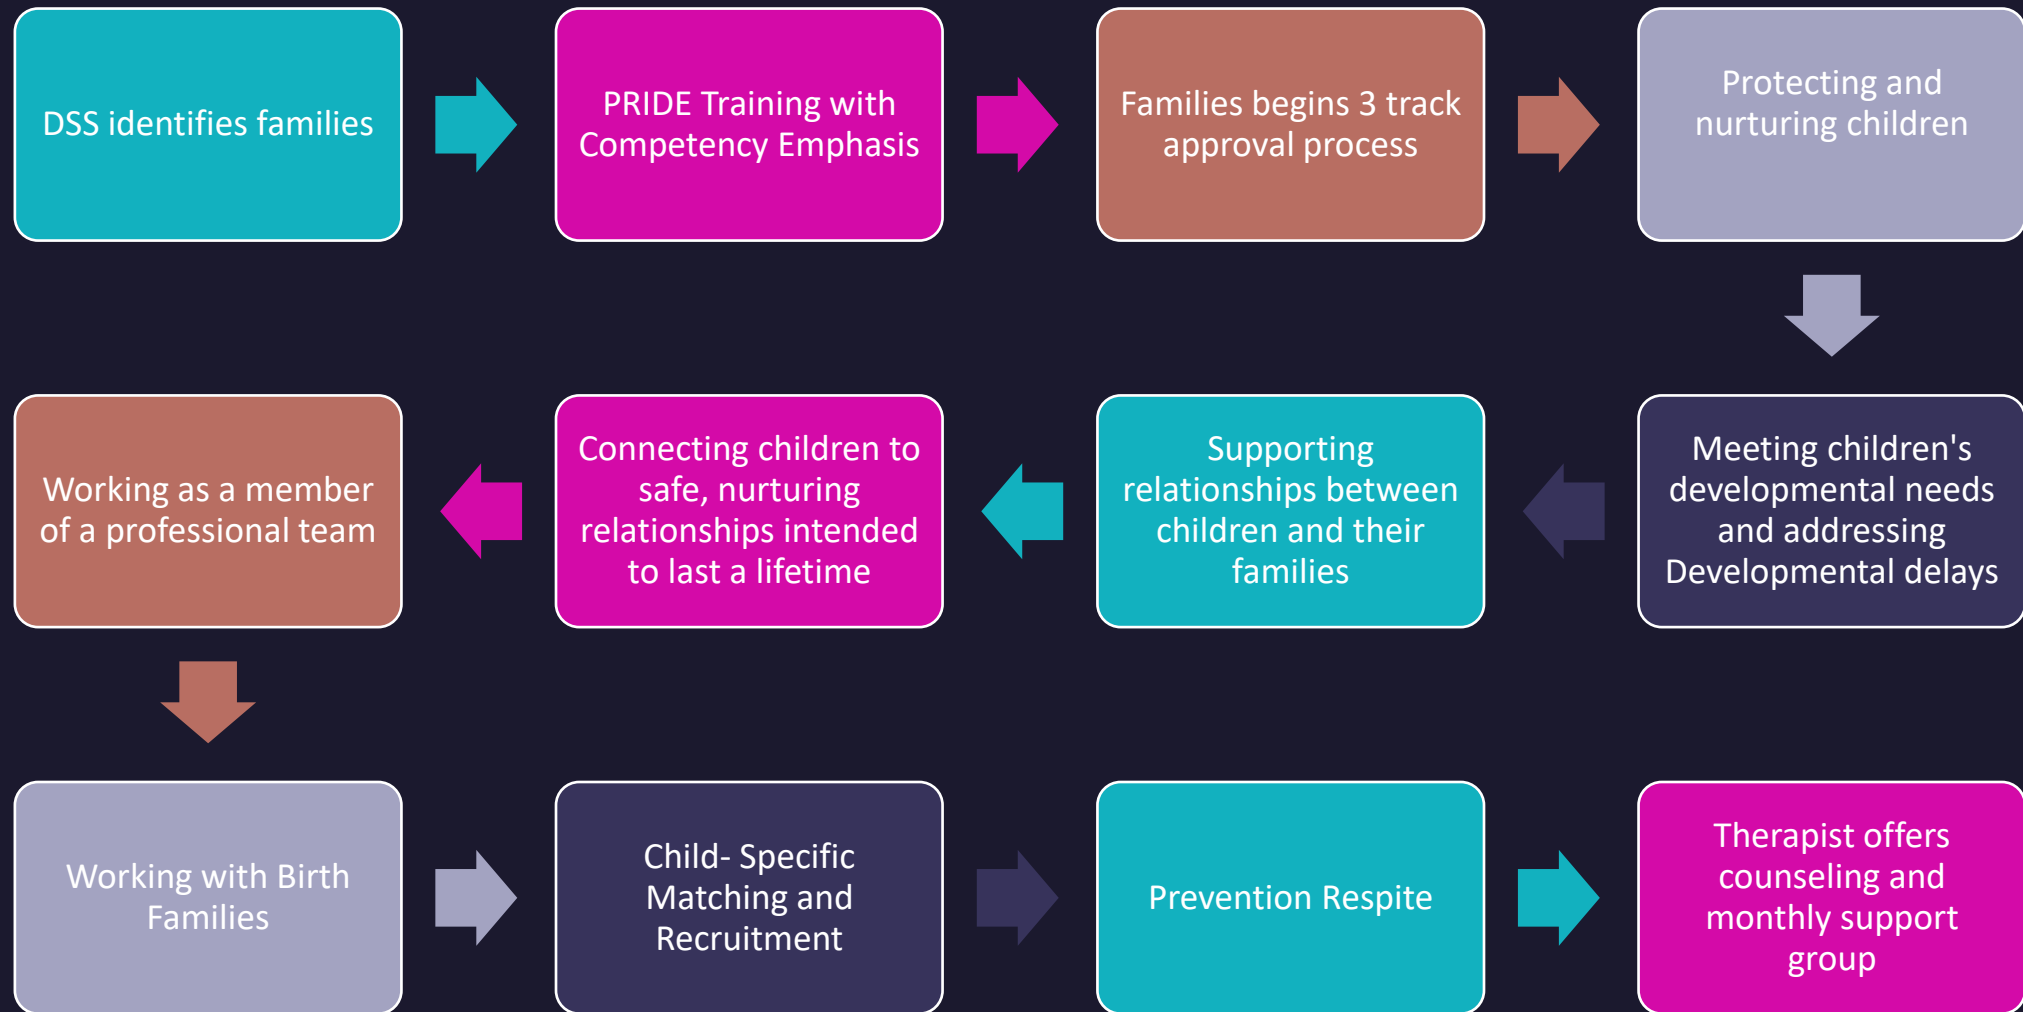 DSS identifies families
PRIDE Training with
Competency Emphasis
Families begins 3 track
approval process
Protecting and
nurturing children
Meeting children's
developmental needs
and addressing
Developmental delays
Supporting
relationships between
children and their
families
Connecting children to
safe, nurturing
relationships intended
to last a lifetime
Working as a member
of a professional team
Working with Birth
Families
Child- Specific
Matching and
Recruitment
Prevention Respite
Therapist offers
counseling and
monthly support
group